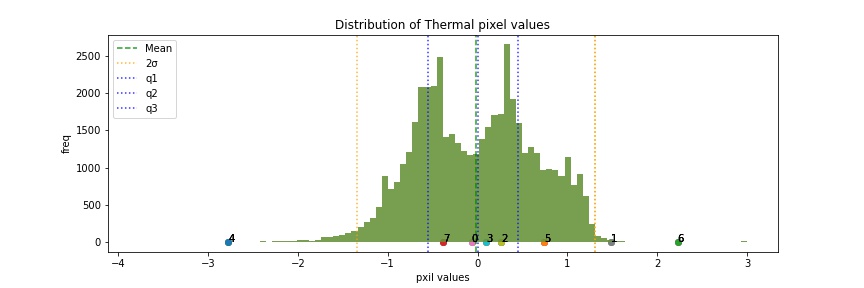 Distribution of Thermal pixel values
Mean
2σ
q1
q2
q3
freq
2500
2000
1500
1000
500
0
4 7 0 3 2 5 1 6
−4 −3 −2 −1 0 1 2 3
pxil values